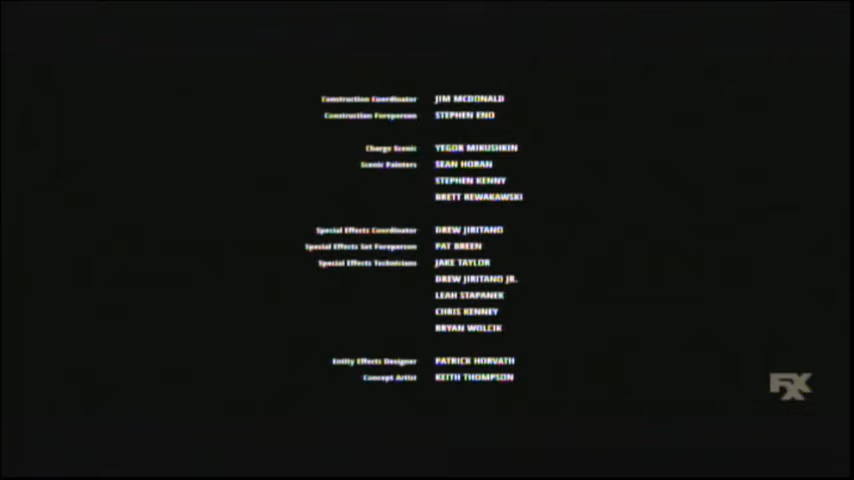 Construction Coordinator JIM MCDONALD
Construction Foreperson STEPHEN ENO
Charge Scenic YEGOR MIKUSHKIN
Scenic Painters SEAN HORAN
STEPHEN KENNY
BRETT REWAKAWSKI
Special Effects Coordinator DREW JIRITANO
Special Effects Set Foreperson PAT BREEN
Special Effects Technicians JAKE TAYLOR
DREW JIRITANO JR.
LEAH STAPANEK
CHRIS KENNEY
BRYAN WOLCIK
Entity Effects Designer PATRICK HORVATH
Concept Artist KEITH THOMPSON
FX